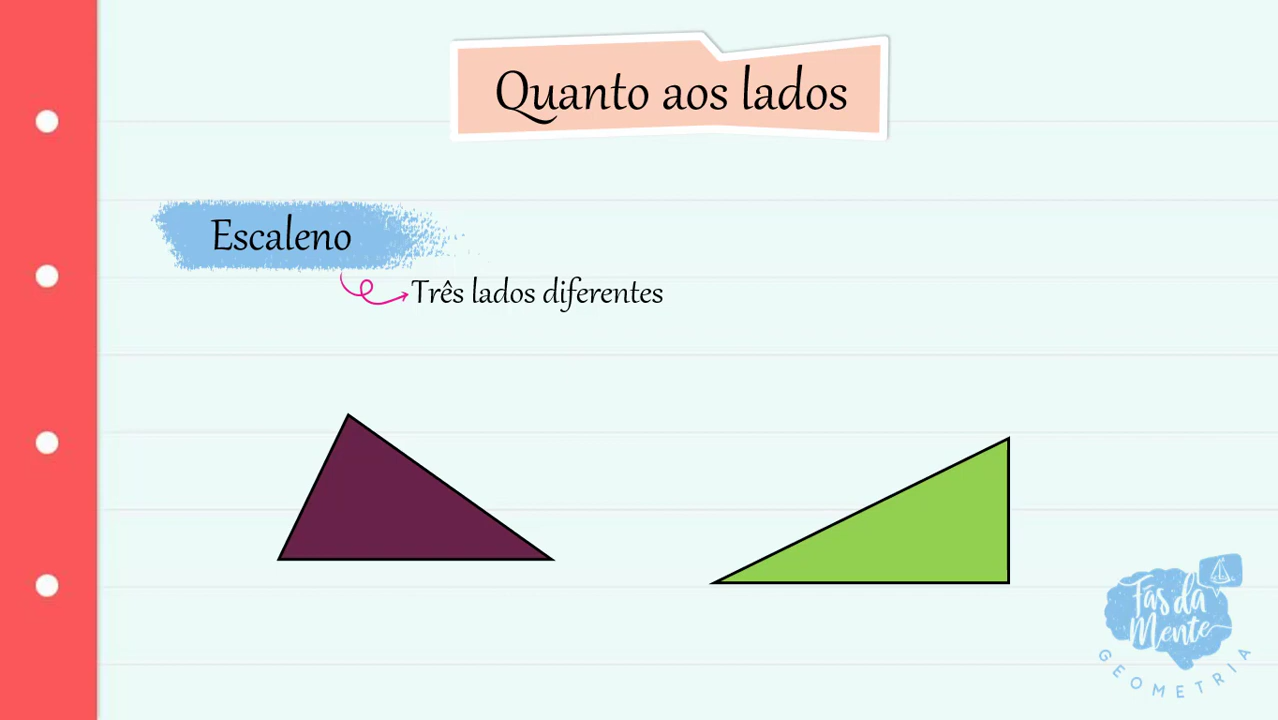 Quanto aos lados
Escaleno
Três lados diferentes
Fãs da
Mente
GEOMETRIA